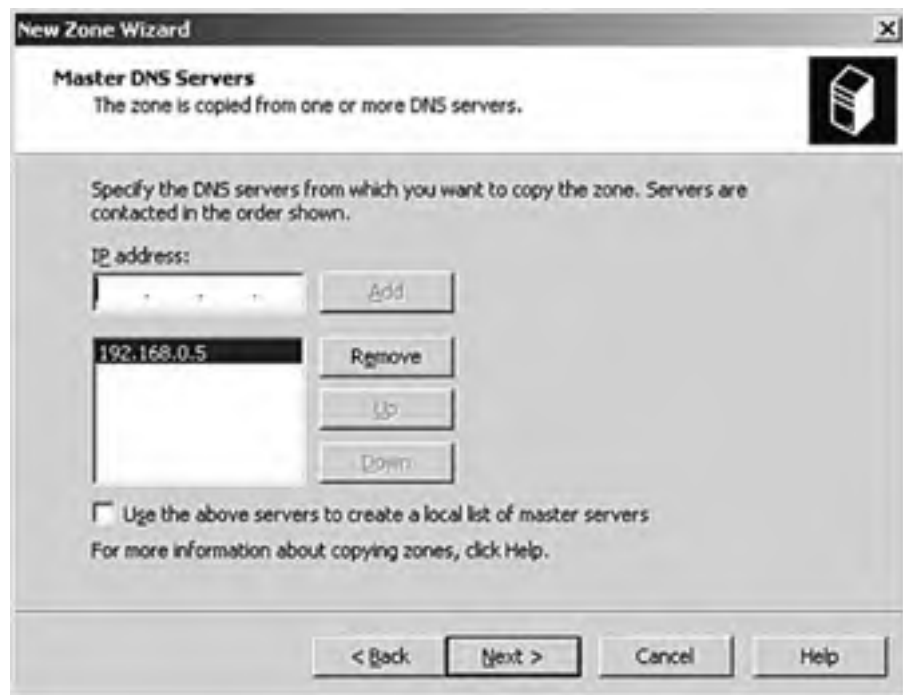 New Zone Wizard
Master DNS Servers
The zone is copied from one or more DNS servers.
Specify the DNS servers from which you want to copy the zone. Servers are
contacted in the order shown.
IP address:
Add
192.168.0.5
Remove
Up
Down
Use the above servers to create a local list of master servers
For more information about copying zones, click Help.
< Back
Next >
Cancel
Help